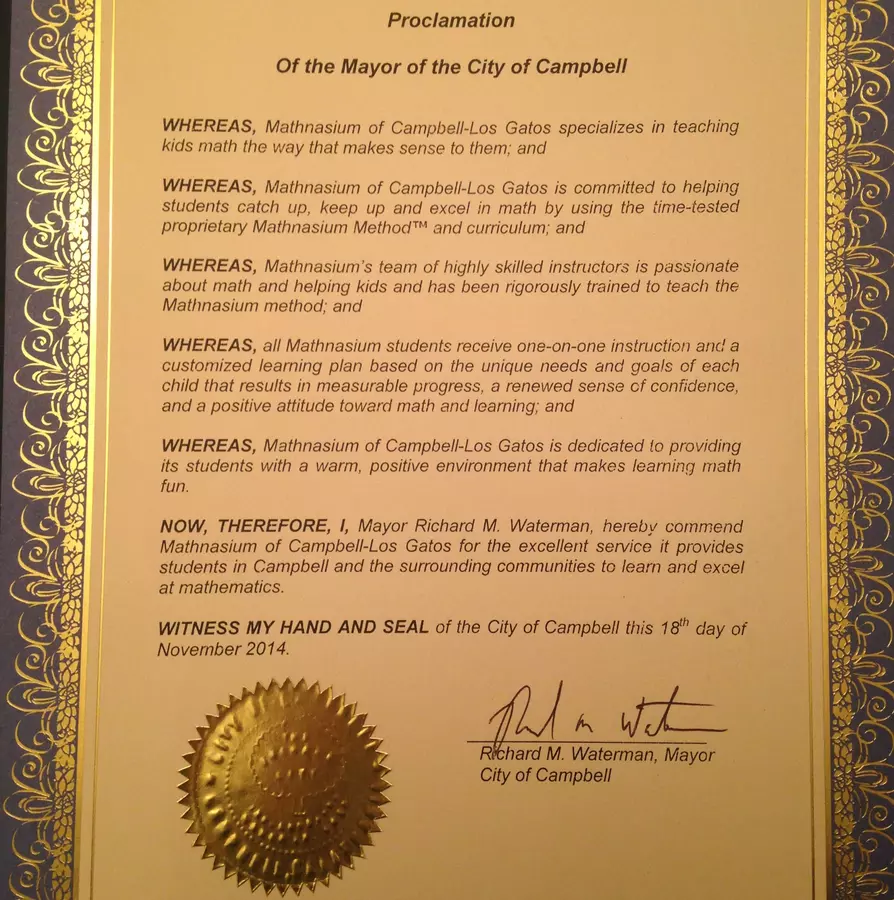 Proclamation
Of the Mayor of the City of Campbell
WHEREAS, Mathnasium of Campbell-Los Gatos specializes in teaching
kids math the way that makes sense to them; and
WHEREAS, Mathnasium of Campbell-Los Gatos is committed to helping
students catch up, keep up and excel in math by using the time-tested
proprietary Mathnasium Method™ and curriculum; and
WHEREAS, Mathnasium's team of highly skilled instructors is passionate
about math and helping kids and has been rigorously trained to teach the
Mathnasium method; and
WHEREAS, all Mathnasium students receive one-on-one instruction and a
customized learning plan based on the unique needs and goals of each
child that results in measurable progress, a renewed sense of confidence,
and a positive attitude toward math and learning; and
WHEREAS, Mathnasium of Campbell-Los Gatos is dedicated to providing
its students with a warm, positive environment that makes learning math
fun.
NOW, THEREFORE, I, Mayor Richard M. Waterman, hereby commend
Mathnasium of Campbell-Los Gatos for the excellent service it provides
students in Campbell and the surrounding communities to learn and excel
at mathematics.
WITNESS MY HAND AND SEAL of the City of Campbell this 18th day of
November 2014.
Richard M. Waterman, Mayor
City of Campbell